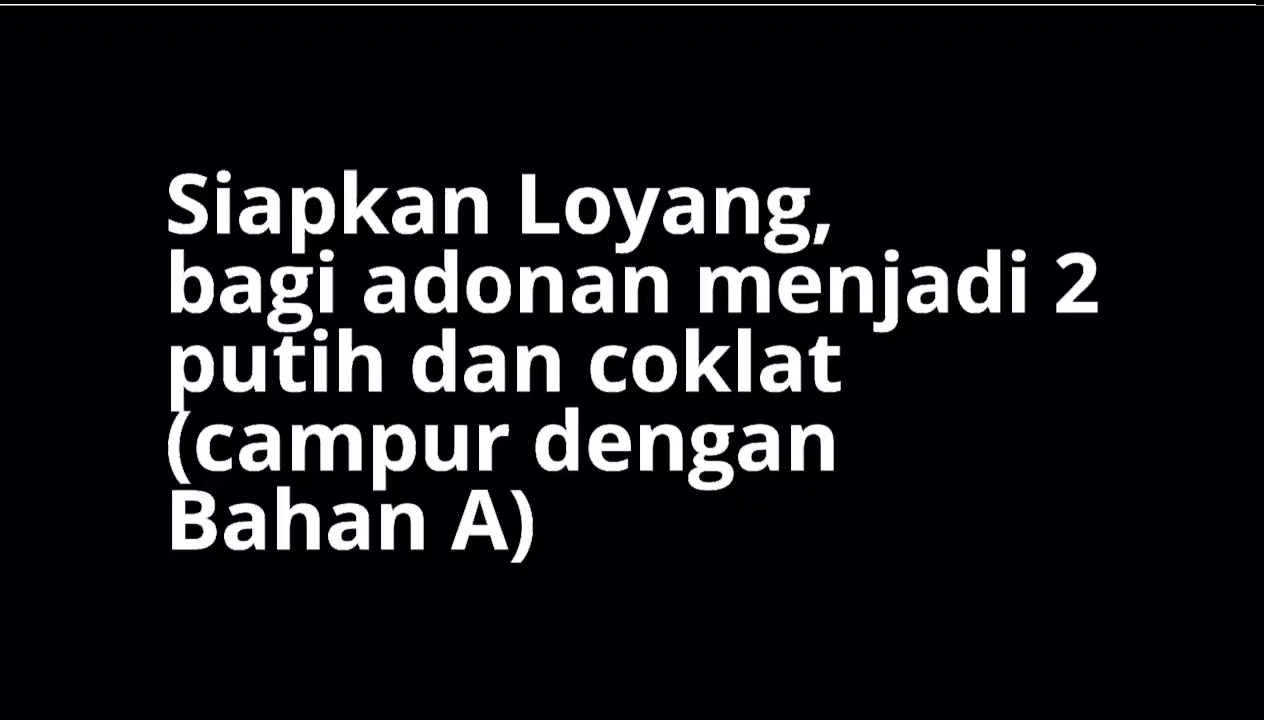 Siapkan Loyang,
bagi adonan menjadi 2
putih dan coklat
(campur dengan
Bahan A)